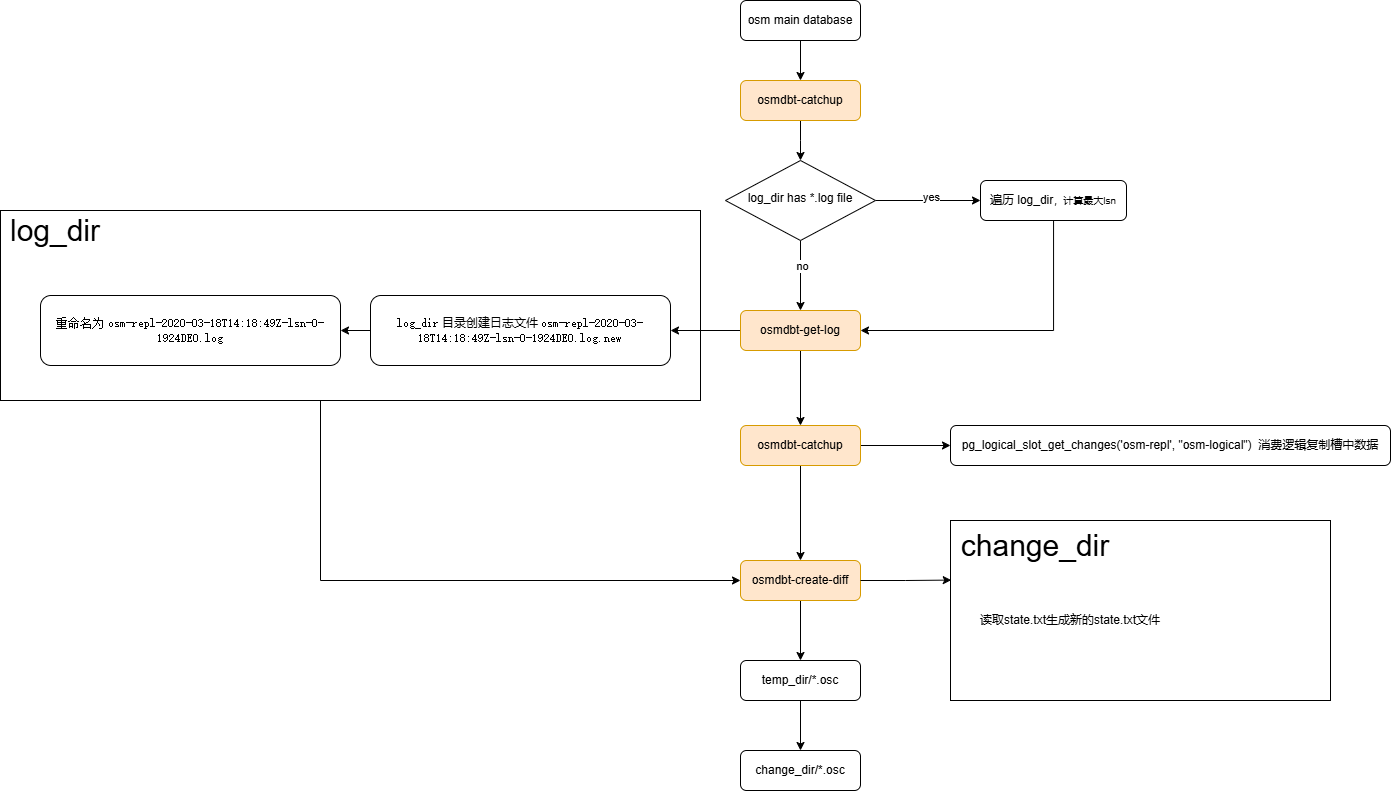 osm main database
osmdbt-catchup
log_dir has *.log file
yes
遍历 log_dir，计算最大lsn
no
log_dir
重命名为 osm-repl-2020-03-18T14:18:49Z-lsn-0-
1924DE0.log
log_dir 目录创建日志文件 osm-repl-2020-03-
18T14:18:49Z-lsn-0-1924DE0.log.new
osmdbt-get-log
osmdbt-catchup
pg_logical_slot_get_changes('osm-repl', "osm-logical") 消费逻辑复制槽中数据
change_dir
osmdbt-create-diff
读取state.txt生成新的state.txt文件
temp_dir/*.osc
change_dir/*.osc